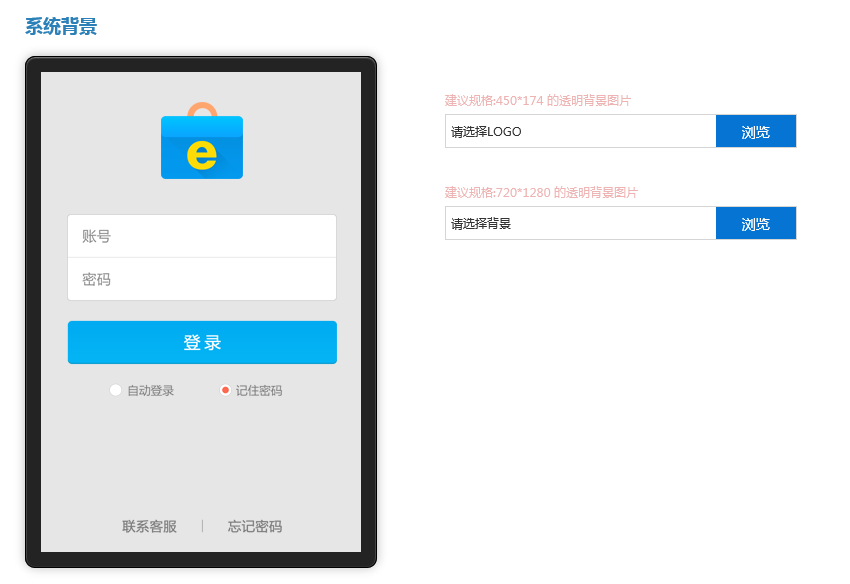 系统背景
e
账号
密码
登录
自动登录
记住密码
联系客服
忘记密码
建议规格:450*174 的透明背景图片
请选择LOGO
浏览
建议规格:720*1280 的透明背景图片
请选择背景
浏览